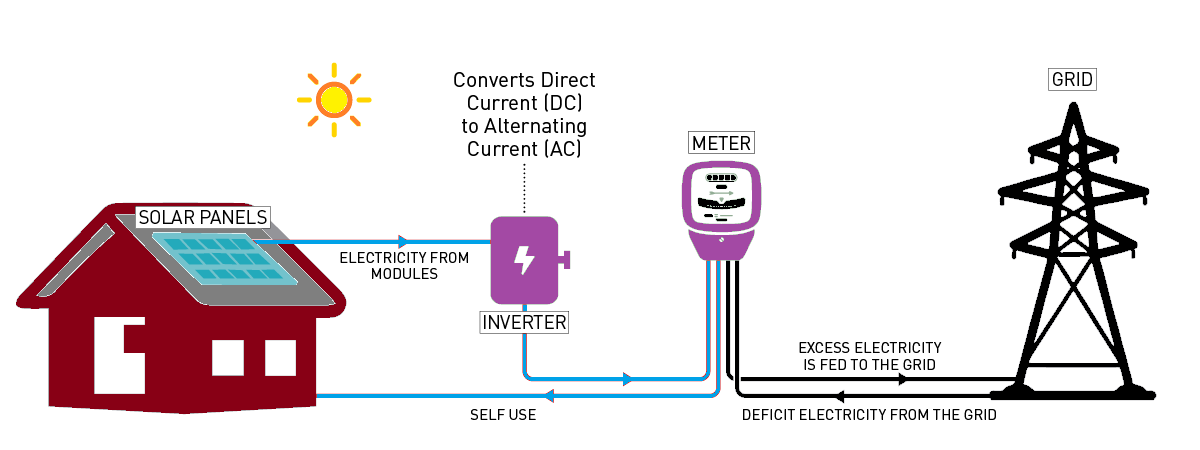 Converts Direct
Current (DC)
to Alternating
Current (AC)
GRID
METER
SOLAR PANELS
ELECTRICITY FROM
MODULES
INVERTER
EXCESS ELECTRICITY
IS FED TO THE GRID
SELF USE
DEFICIT ELECTRICITY FROM THE GRID